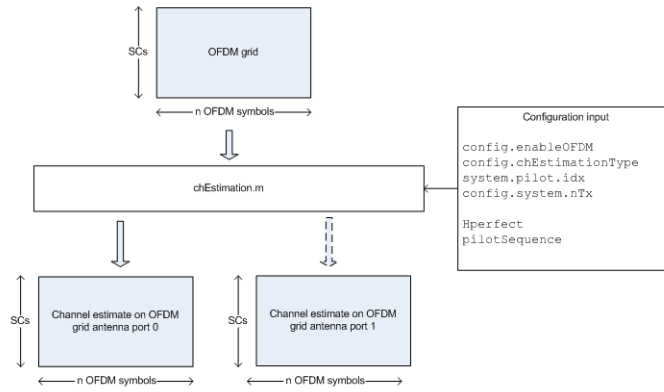 SCs
OFDM grid
n OFDM symbols
Configuration input
config.enableOFDM
config.chEstimationType
system.pilot.idx
config.system.nTx
Hperfect
pilotSequence
chEstimation.m
SCs
Channel estimate on OFDM
grid antenna port 0
n OFDM symbols
SCs
Channel estimate on OFDM
grid antenna port 1
n OFDM symbols